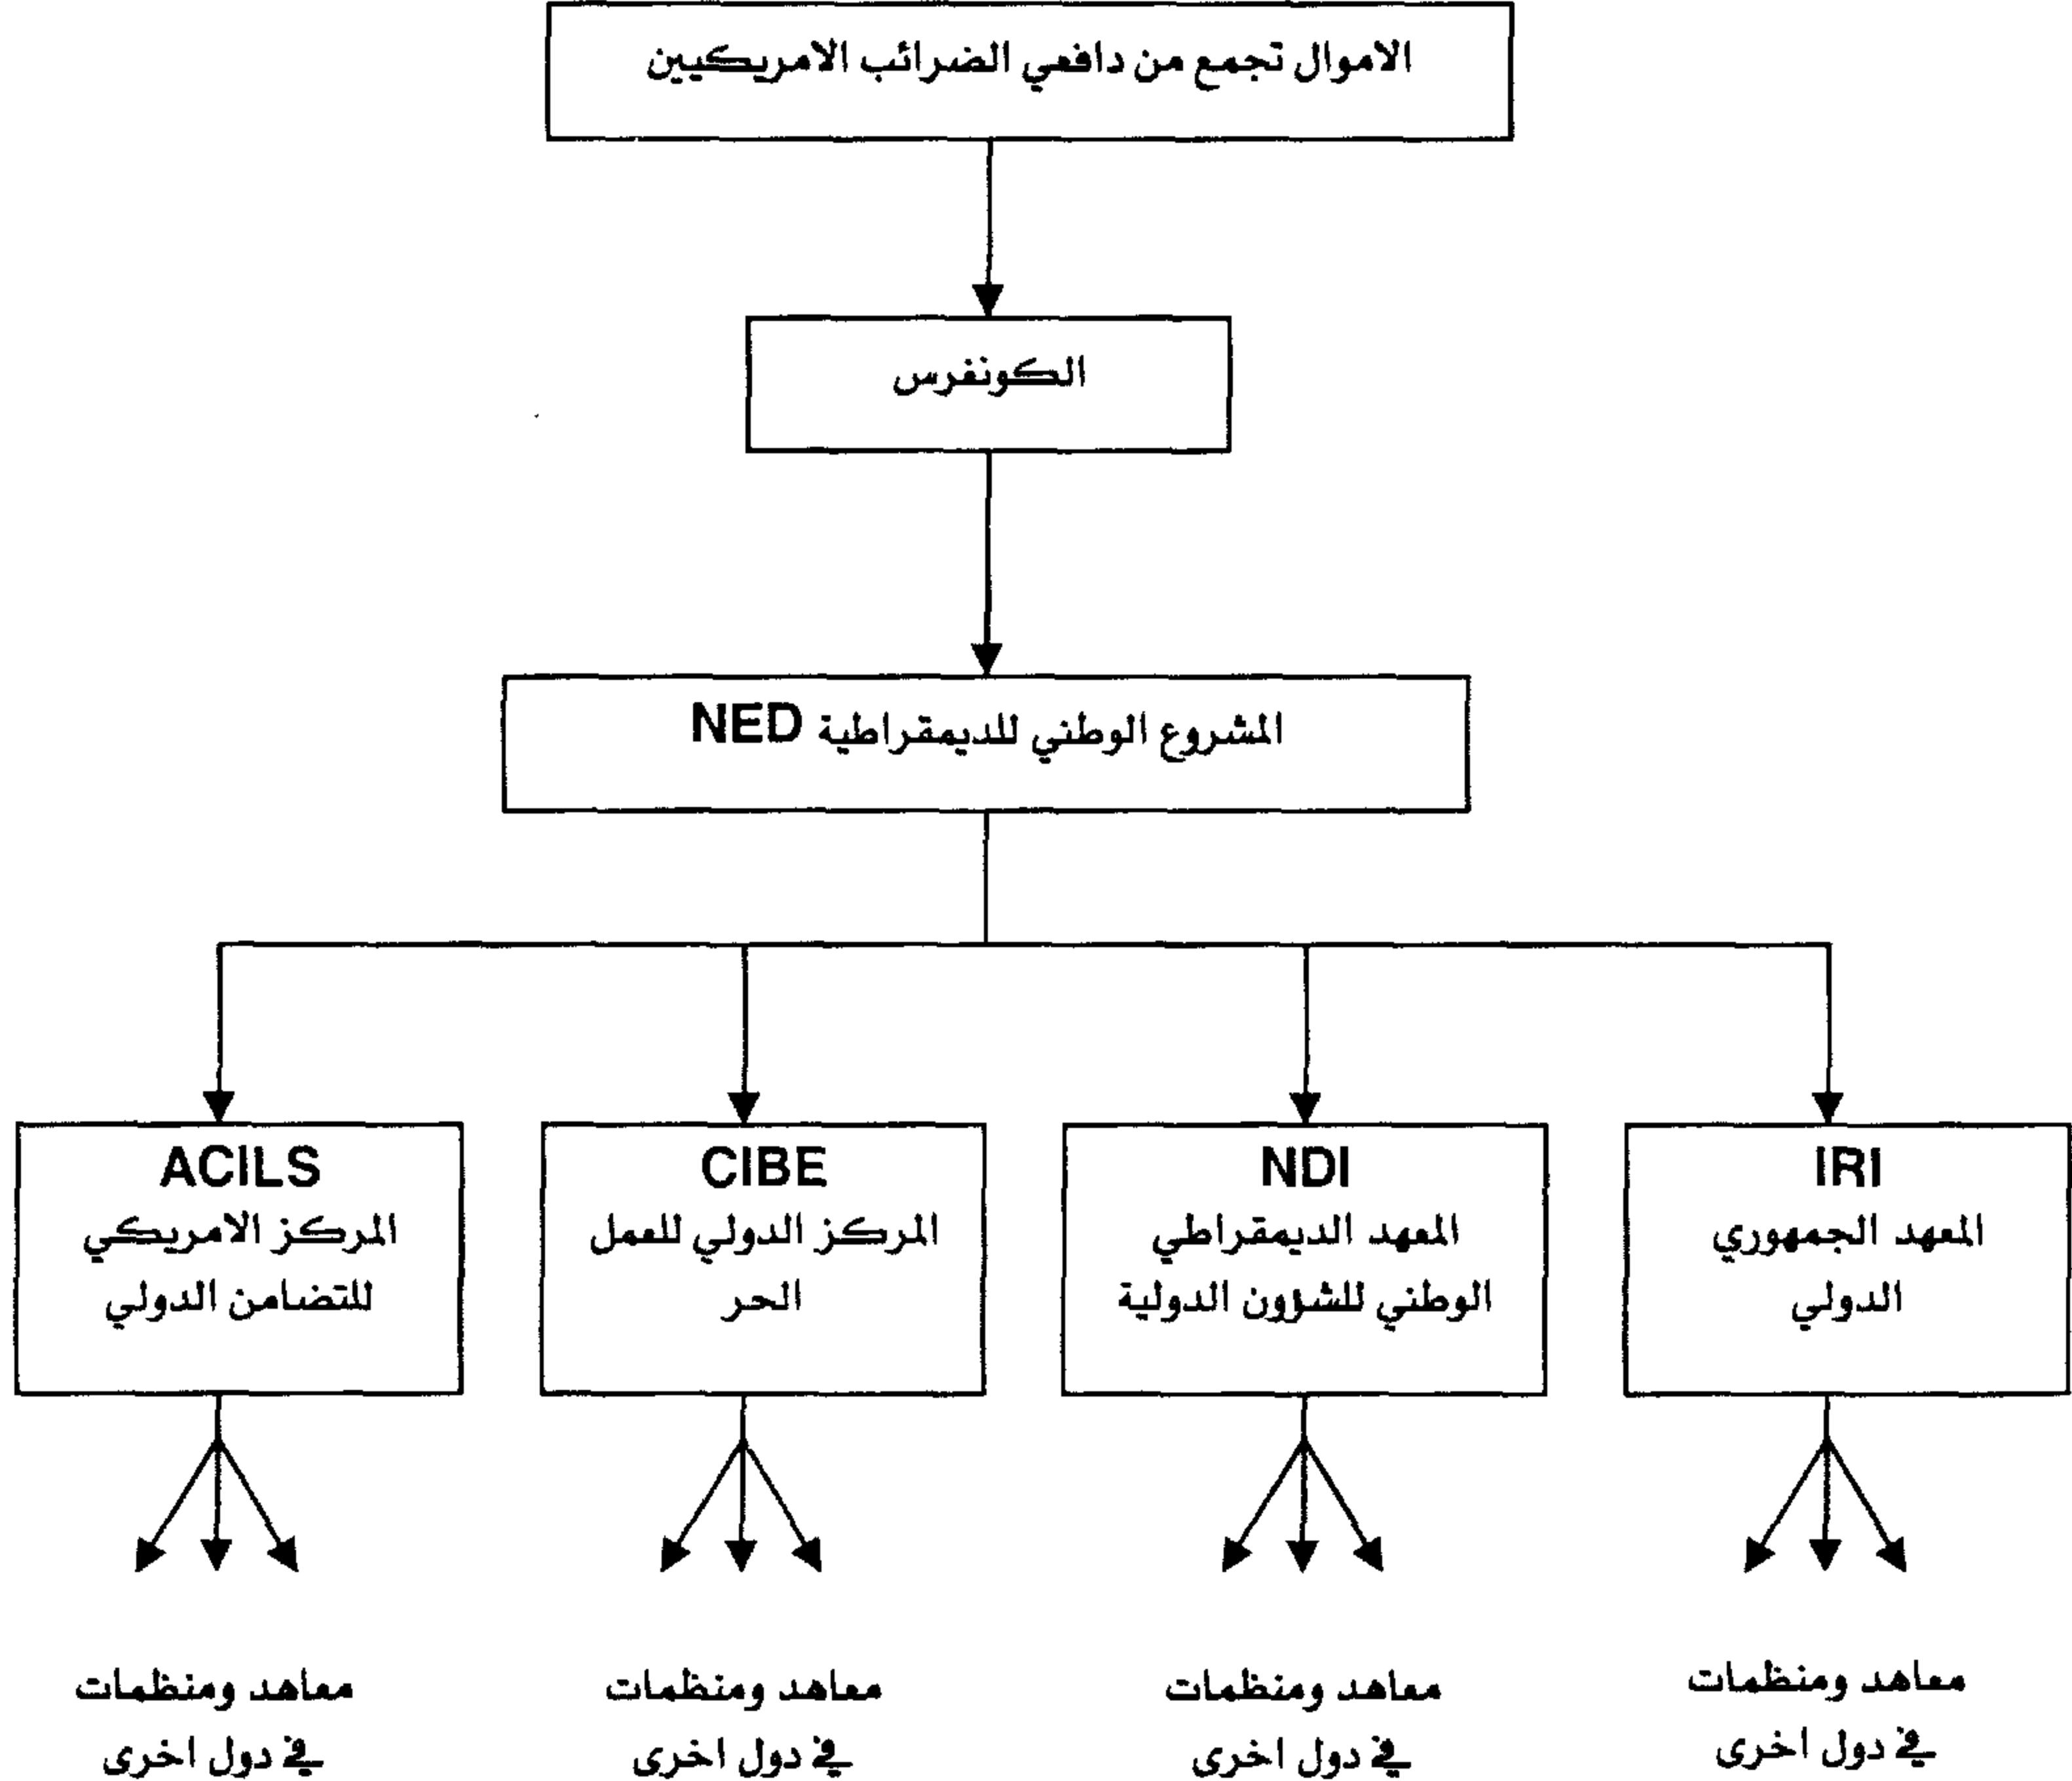 الاموال تجمع من دافعي الضرائب الامريكيين
الكونغرس
المشروع الوطني للديمقراطية NED
IRI
المعهد الجمهوري
الدولي
NDI
المعهد الديمقراطي
الوطني للشؤون الدولية
CIBE
المركز الدولي للعمل
الحر
ACILS
المركز الامريكي
للتضامن الدولي
معاهد ومنظمات
في دول اخرى
معاهد ومنظمات
في دول اخرى
معاهد ومنظمات
في دول اخرى
معاهد ومنظمات
في دول اخرى